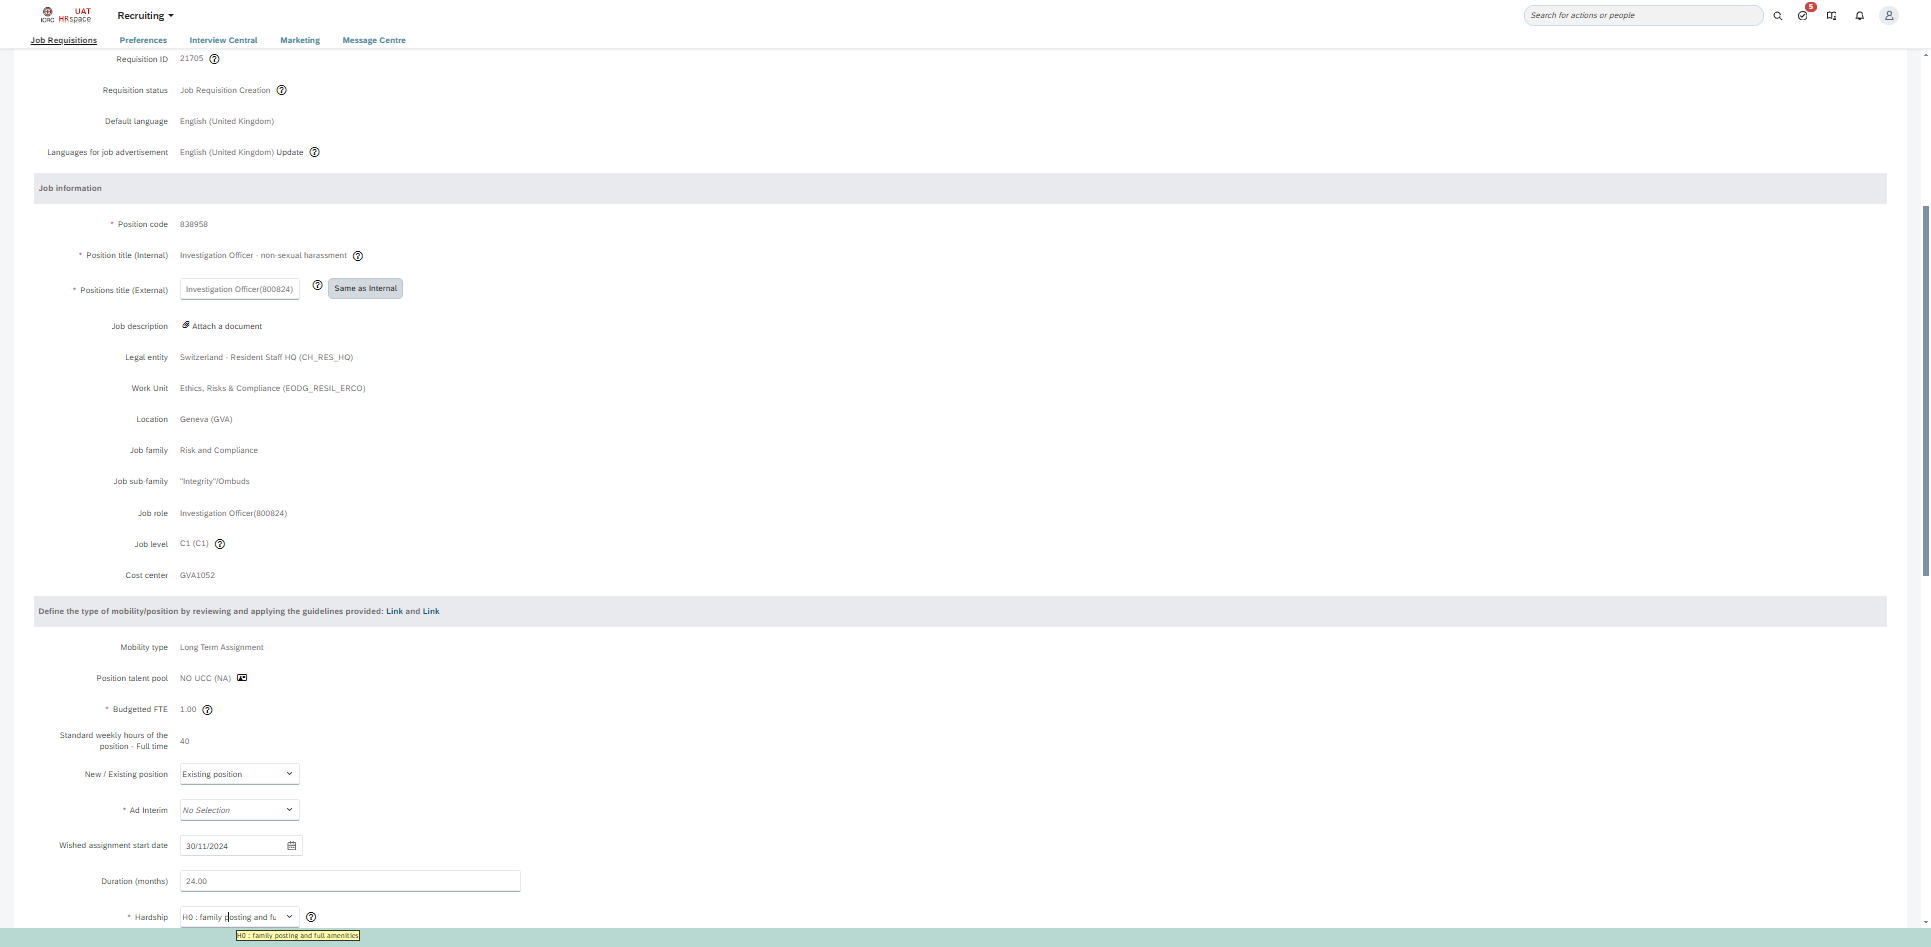 UAT
ICRC HRspace
Recruiting
Search for actions or people
5
Job Requisitions
Preferences
Interview Central
Marketing
Message Centre
Requisition ID 21705
Requisition status Job Requisition Creation
Default language English (United Kingdom)
Languages for job advertisement English (United Kingdom) Update
Job information
* Position code 838958
* Position title (Internal) Investigation Officer - non-sexual harassment
* Positions title (External) Investigation Officer(800824) Same as Internal
Job description Attach a document
Legal entity Switzerland - Resident Staff HQ (CH_RES_HQ)
Work Unit Ethics, Risks & Compliance (EODG_RESIL_ERCO)
Location Geneva (GVA)
Job family Risk and Compliance
Job sub-family "Integrity"/Ombuds
Job role Investigation Officer(800824)
Job level C1 (C1)
Cost center GVA1052
Define the type of mobility/position by reviewing and applying the guidelines provided: Link and Link
Mobility type Long Term Assignment
Position talent pool NO UCC (NA)
* Budgetted FTE 1.00
Standard weekly hours of the
position - Full time 40
New / Existing position Existing position
* Ad Interim No Selection
Wished assignment start date 30/11/2024
Duration (months) 24.00
* Hardship H0 : family posting and fu
H0 : family posting and full amenities